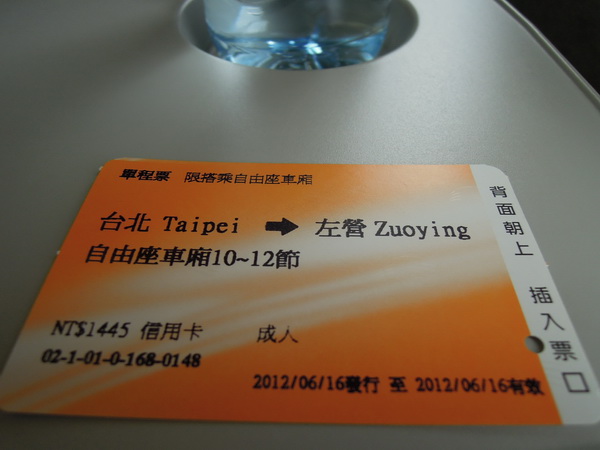 單程票 限搭乘自由座車廂
台北 Taipei ➡ 左營 Zuoying
自由座車廂10~12節
NT$1445 信用卡 成人
02-1-01-0-168-0148
2012/06/16發行 至 2012/06/16有效
背面朝上 插入票口